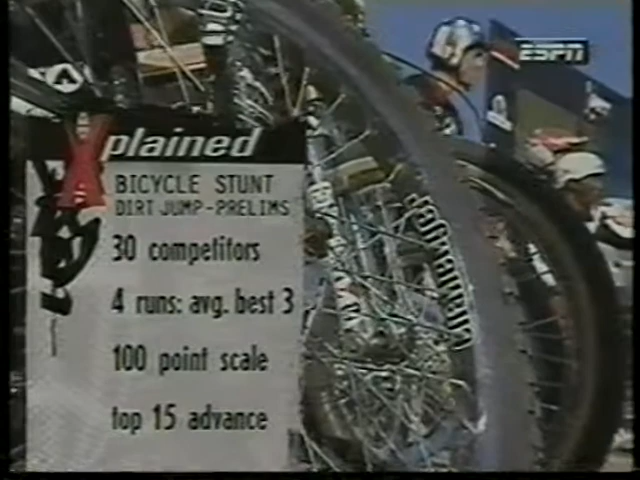 ESPN
Xplained
BICYCLE STUNT
DIRT JUMP-PRELIMS
30 competitors
4 runs: avg. best 3
100 point scale
top 15 advance